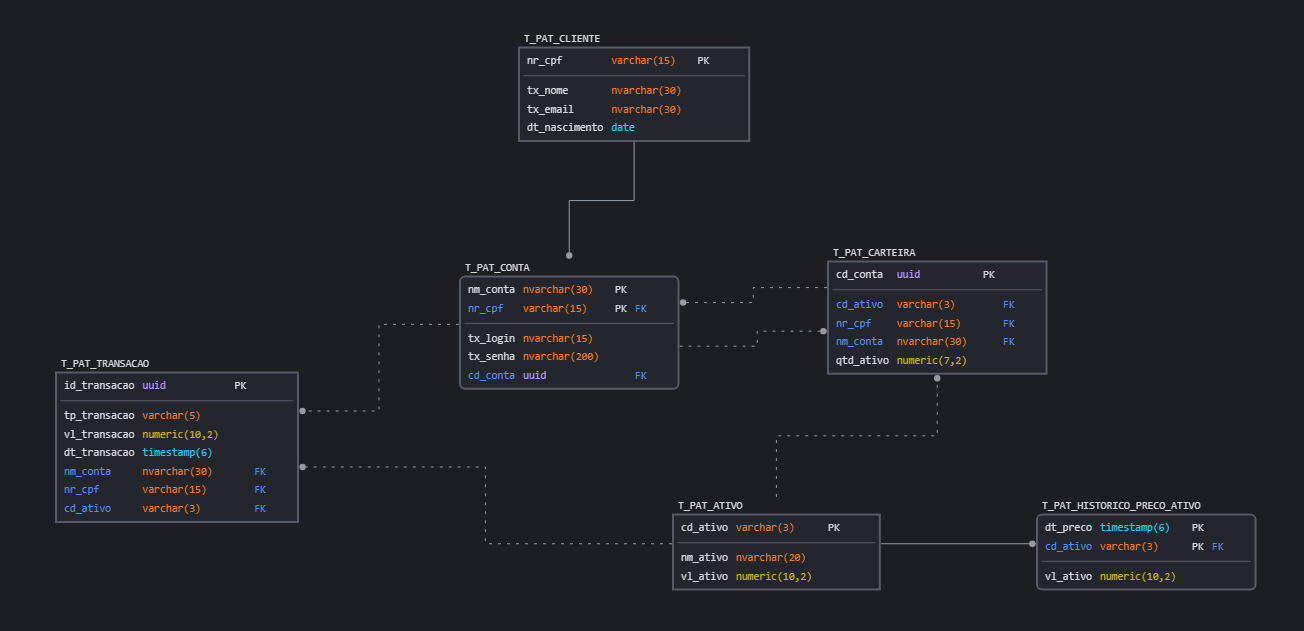 T_PAT_CLIENTE
nr_cpf varchar(15) PK
tx_nome nvarchar(30)
tx_email nvarchar(30)
dt_nascimento date
T_PAT_CONTA
nm_conta nvarchar(30) PK
nr_cpf varchar(15) PK FK
tx_login nvarchar(15)
tx_senha nvarchar(200)
cd_conta uuid FK
T_PAT_CARTEIRA
cd_conta uuid PK
cd_ativo varchar(3) FK
nr_cpf varchar(15) FK
nm_conta nvarchar(30) FK
qtd_ativo numeric(7,2)
T_PAT_TRANSACAO
id_transacao uuid PK
tp_transacao varchar(5)
vl_transacao numeric(10,2)
dt_transacao timestamp(6)
nm_conta nvarchar(30) FK
nr_cpf varchar(15) FK
cd_ativo varchar(3) FK
T_PAT_ATIVO
cd_ativo varchar(3) PK
nm_ativo nvarchar(20)
vl_ativo numeric(10,2)
T_PAT_HISTORICO_PRECO_ATIVO
dt_preco timestamp(6) PK
cd_ativo varchar(3) PK FK
vl_ativo numeric(10,2)